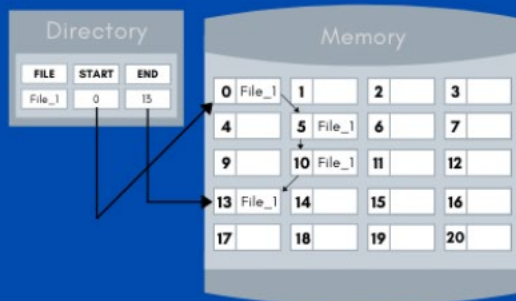 Directory
FILE START END
File_1 0 13
Memory
0 File_1 1 2 3
4 5 File_1 6 7
9 10 File_1 11 12
13 File_1 14 15 16
17 18 19 20